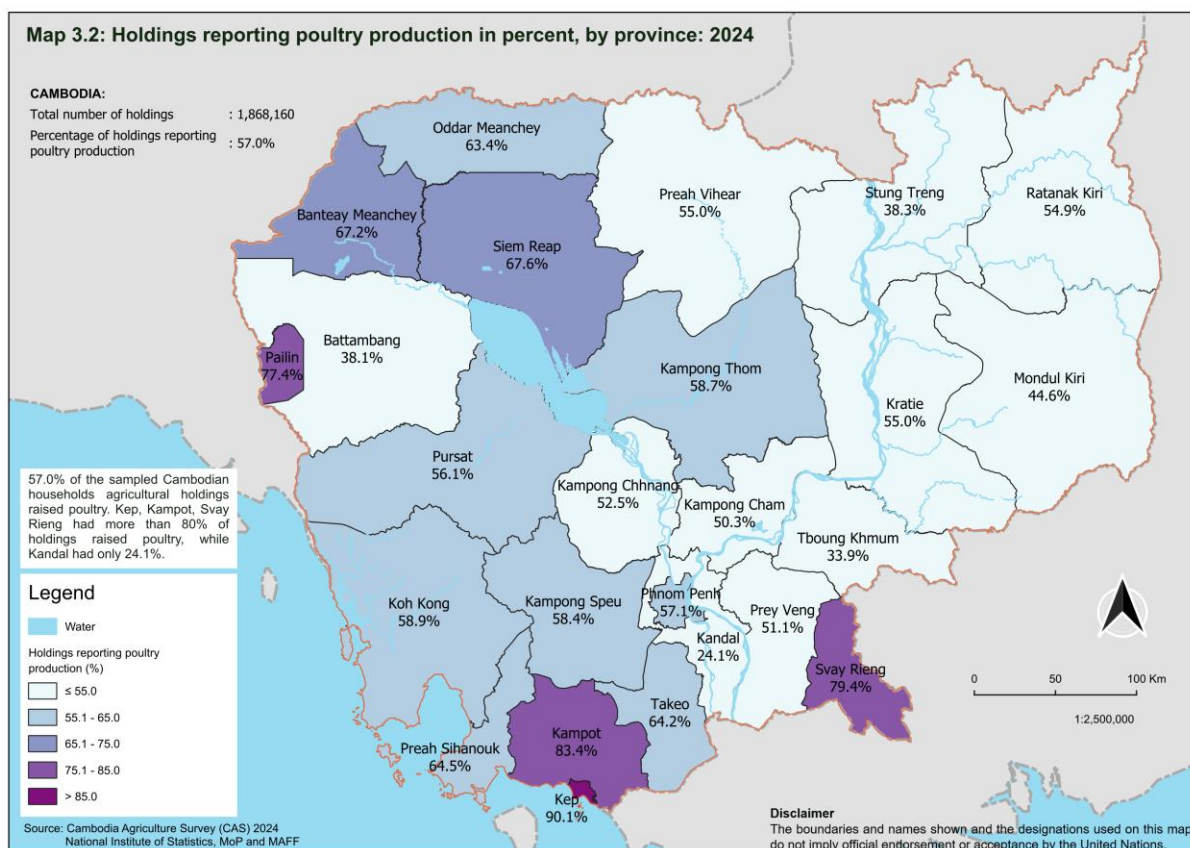 Map 3.2: Holdings reporting poultry production in percent, by province: 2024
CAMBODIA:
Total number of holdings : 1,868,160
Percentage of holdings reporting
poultry production : 57.0%
Oddar Meanchey
63.4%
Banteay Meanchey
67.2%
Siem Reap
67.6%
Preah Vihear
55.0%
Stung Treng
38.3%
Ratanak Kiri
54.9%
Battambang
38.1%
Pailin
77.4%
Kampong Thom
58.7%
Kratie
55.0%
Mondul Kiri
44.6%
Pursat
56.1%
Kampong Chhnang
52.5%
Kampong Cham
50.3%
Tboung Khmum
33.9%
Koh Kong
58.9%
Kampong Speu
58.4%
Phnom Penh
57.1%
Prey Veng
51.1%
Kandal
24.1%
Svay Rieng
79.4%
Takeo
64.2%
Kampot
83.4%
Preah Sihanouk
64.5%
Kep
90.1%
57.0% of the sampled Cambodian
households agricultural holdings
raised poultry. Kep, Kampot, Svay
Rieng had more than 80% of
holdings raised poultry, while
Kandal had only 24.1%.
Legend
Water
Holdings reporting poultry
production (%)
≤ 55.0
55.1 - 65.0
65.1 - 75.0
75.1 - 85.0
> 85.0
Source: Cambodia Agriculture Survey (CAS) 2024
National Institute of Statistics, MoP and MAFF
0 50 100 Km
1:2,500,000
Disclaimer
The boundaries and names shown and the designations used on this map
do not imply official endorsement or acceptance by the United Nations.